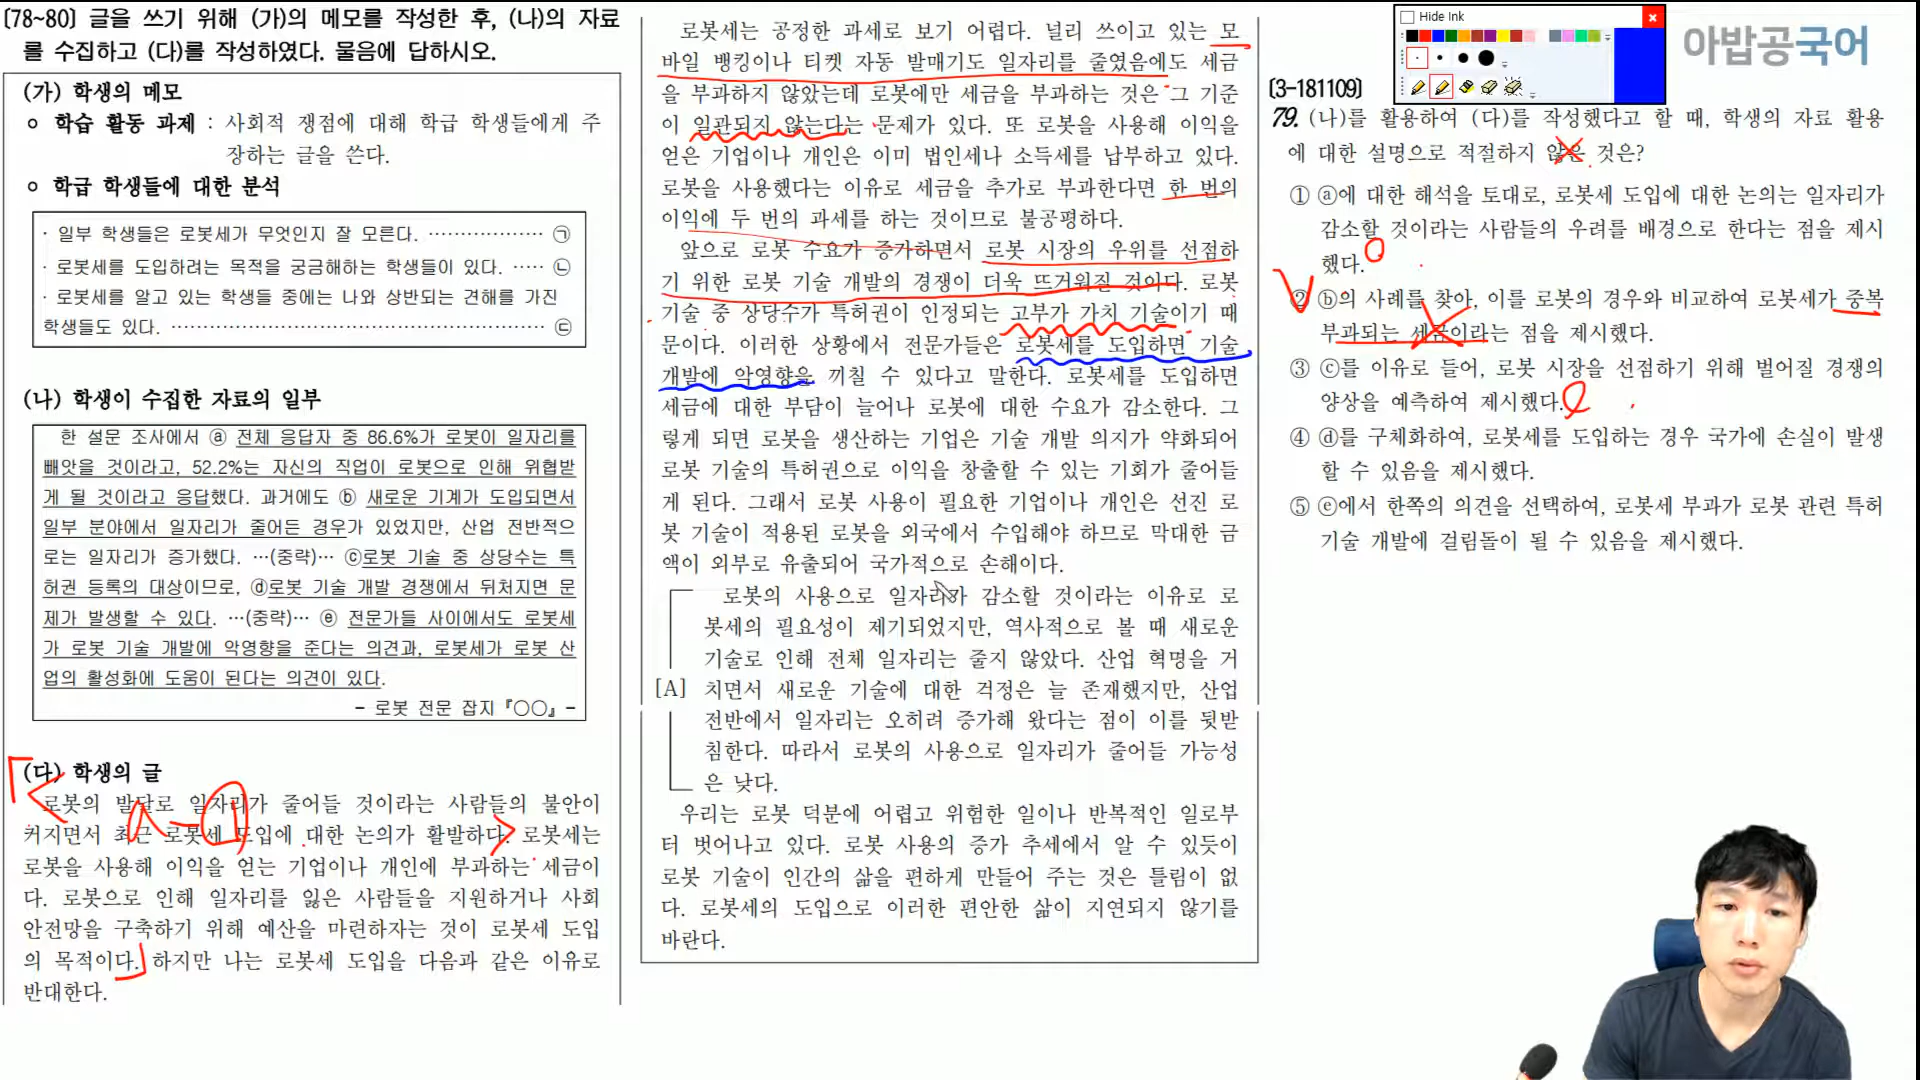 [78~80] 글을 쓰기 위해 (가)의 메모를 작성한 후, (나)의 자료
를 수집하고 (다)를 작성하였다. 물음에 답하시오.
(가) 학생의 메모
○ 학습 활동 과제 : 사회적 쟁점에 대해 학급 학생들에게 주
장하는 글을 쓴다.
○ 학급 학생들에 대한 분석
· 일부 학생들은 로봇세가 무엇인지 잘 모른다. ……………… ㉠
· 로봇세를 도입하려는 목적을 궁금해하는 학생들이 있다. …… ㉡
· 로봇세를 알고 있는 학생들 중에는 나와 상반되는 견해를 가진
학생들도 있다. ……………………………………………… ㉢
(나) 학생이 수집한 자료의 일부
한 설문 조사에서 ⓐ 전체 응답자 중 86.6%가 로봇이 일자리를
빼앗을 것이라고, 52.2%는 자신의 직업이 로봇으로 인해 위협받
게 될 것이라고 응답했다. 과거에도 ⓑ 새로운 기계가 도입되면서
일부 분야에서 일자리가 줄어든 경우가 있었지만, 산업 전반적으
로는 일자리가 증가했다. …(중략)… ⓒ로봇 기술 중 상당수는 특
허권 등록의 대상이므로, ⓓ로봇 기술 개발 경쟁에서 뒤처지면 문
제가 발생할 수 있다. …(중략)… ⓔ 전문가들 사이에서도 로봇세
가 로봇 기술 개발에 악영향을 준다는 의견과, 로봇세가 로봇 산
업의 활성화에 도움이 된다는 의견이 있다.
- 로봇 전문 잡지『○○』-
(다) 학생의 글
로봇의 발달로 일자리가 줄어들 것이라는 사람들의 불안이
커지면서 최근 로봇세 도입에 대한 논의가 활발하다. 로봇세는
로봇을 사용해 이익을 얻는 기업이나 개인에 부과하는 세금이
다. 로봇으로 인해 일자리를 잃은 사람들을 지원하거나 사회
안전망을 구축하기 위해 예산을 마련하자는 것이 로봇세 도입
의 목적이다. 하지만 나는 로봇세 도입을 다음과 같은 이유로
반대한다.
a-①
로봇세는 공정한 과세로 보기 어렵다. 널리 쓰이고 있는 모
바일 뱅킹이나 티켓 자동 발매기도 일자리를 줄였음에도 세금
을 부과하지 않았는데 로봇에만 세금을 부과하는 것은 그 기준
이 일관되지 않는다는 문제가 있다. 또 로봇을 사용해 이익을
얻은 기업이나 개인은 이미 법인세나 소득세를 납부하고 있다.
로봇을 사용했다는 이유로 세금을 추가로 부과한다면 한 번의
이익에 두 번의 과세를 하는 것이므로 불공평하다.
앞으로 로봇 수요가 증가하면서 로봇 시장의 우위를 선점하
기 위한 로봇 기술 개발의 경쟁이 더욱 뜨거워질 것이다. 로봇
기술 중 상당수가 특허권이 인정되는 고부가 가치 기술이기 때
문이다. 이러한 상황에서 전문가들은 로봇세를 도입하면 기술
개발에 악영향을 끼칠 수 있다고 말한다. 로봇세를 도입하면
세금에 대한 부담이 늘어나 로봇에 대한 수요가 감소한다. 그
렇게 되면 로봇을 생산하는 기업은 기술 개발 의지가 약화되어
로봇 기술의 특허권으로 이익을 창출할 수 있는 기회가 줄어들
게 된다. 그래서 로봇 사용이 필요한 기업이나 개인은 선진 로
봇 기술이 적용된 로봇을 외국에서 수입해야 하므로 막대한 금
액이 외부로 유출되어 국가적으로 손해이다.
로봇의 사용으로 일자리가 감소할 것이라는 이유로 로
봇세의 필요성이 제기되었지만, 역사적으로 볼 때 새로운
기술로 인해 전체 일자리는 줄지 않았다. 산업 혁명을 거
[A] 치면서 새로운 기술에 대한 걱정은 늘 존재했지만, 산업
전반에서 일자리는 오히려 증가해 왔다는 점이 이를 뒷받
침한다. 따라서 로봇의 사용으로 일자리가 줄어들 가능성
은 낮다.
우리는 로봇 덕분에 어렵고 위험한 일이나 반복적인 일로부
터 벗어나고 있다. 로봇 사용의 증가 추세에서 알 수 있듯이
로봇 기술이 인간의 삶을 편하게 만들어 주는 것은 틀림이 없
다. 로봇세의 도입으로 이러한 편안한 삶이 지연되지 않기를
바란다.
Hide Ink
아밥공국어
[3-181109]
79. (나)를 활용하여 (다)를 작성했다고 할 때, 학생의 자료 활용
에 대한 설명으로 적절하지 않은 것은?
① ⓐ에 대한 해석을 토대로, 로봇세 도입에 대한 논의는 일자리가
감소할 것이라는 사람들의 우려를 배경으로 한다는 점을 제시
했다.
② ⓑ의 사례를 찾아, 이를 로봇의 경우와 비교하여 로봇세가 중복
부과되는 세금이라는 점을 제시했다.
③ ⓒ를 이유로 들어, 로봇 시장을 선점하기 위해 벌어질 경쟁의
양상을 예측하여 제시했다.
④ ⓓ를 구체화하여, 로봇세를 도입하는 경우 국가에 손실이 발생
할 수 있음을 제시했다.
⑤ ⓔ에서 한쪽의 의견을 선택하여, 로봇세 부과가 로봇 관련 특허
기술 개발에 걸림돌이 될 수 있음을 제시했다.